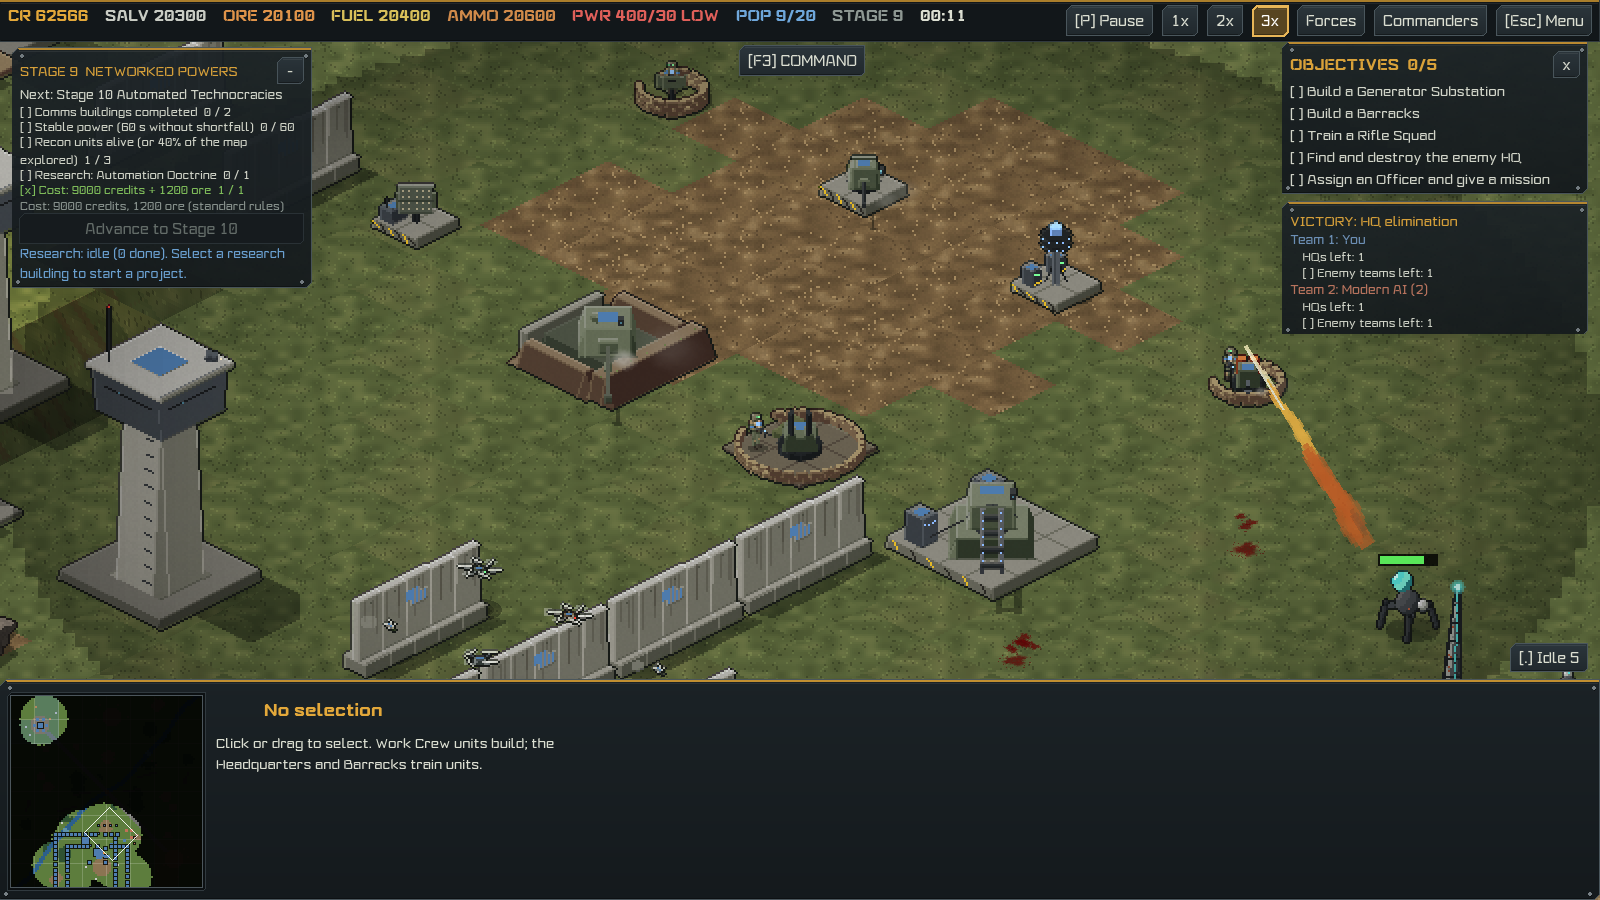 CR 62566 SALV 20300 ORE 20100 FUEL 20400 AMMO 20600 PWR 400/30 LOW POP 9/20 STAGE 9 00:11 [P] Pause 1x 2x 3x Forces Commanders [Esc] Menu
STAGE 9 NETWORKED POWERS -
Next: Stage 10 Automated Technocracies
[ ] Comms buildings completed 0 / 2
[ ] Stable power (60 s without shortfall) 0 / 60
[ ] Recon units alive (or 40% of the map
explored) 1 / 3
[ ] Research: Automation Doctrine 0 / 1
[x] Cost: 9000 credits + 1200 ore 1 / 1
Cost: 9000 credits, 1200 ore (standard rules)
Advance to Stage 10
Research: idle (0 done). Select a research
building to start a project.
[F3] COMMAND
OBJECTIVES 0/5 x
[ ] Build a Generator Substation
[ ] Build a Barracks
[ ] Train a Rifle Squad
[ ] Find and destroy the enemy HQ
[ ] Assign an Officer and give a mission
VICTORY: HQ elimination
Team 1: You
HQs left: 1
[ ] Enemy teams left: 1
Team 2: Modern AI (2)
HQs left: 1
[ ] Enemy teams left: 1
[.] Idle 5
No selection
Click or drag to select. Work Crew units build; the
Headquarters and Barracks train units.